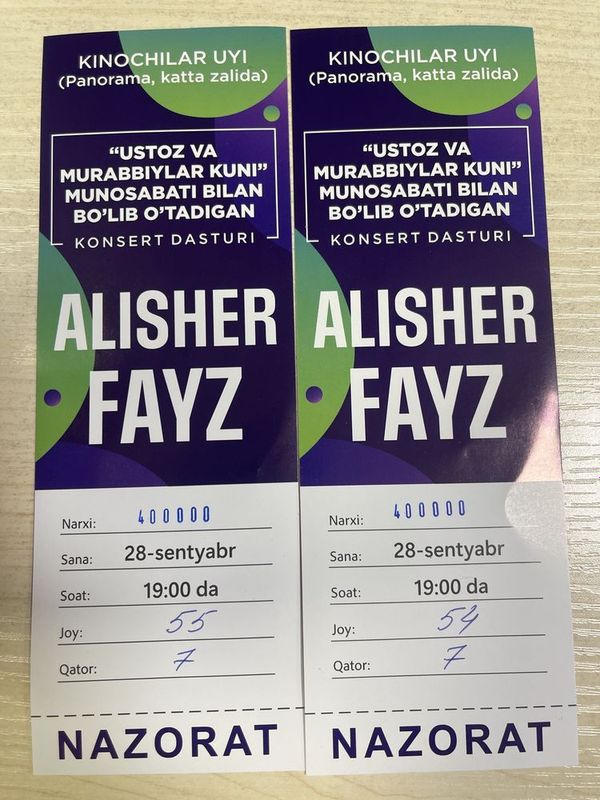 KINOCHILAR UYI
(Panorama, katta zalida)
“USTOZ VA
MURABBIYLAR KUNI”
MUNOSABATI BILAN
BO’LIB O’TADIGAN
KONSERT DASTURI
ALISHER
FAYZ
Narxi: 400000
Sana: 28-sentyabr
Soat: 19:00 da
Joy: 55
Qator: 7
NAZORAT
KINOCHILAR UYI
(Panorama, katta zalida)
“USTOZ VA
MURABBIYLAR KUNI”
MUNOSABATI BILAN
BO’LIB O’TADIGAN
KONSERT DASTURI
ALISHER
FAYZ
Narxi: 400000
Sana: 28-sentyabr
Soat: 19:00 da
Joy: 54
Qator: 7
NAZORAT